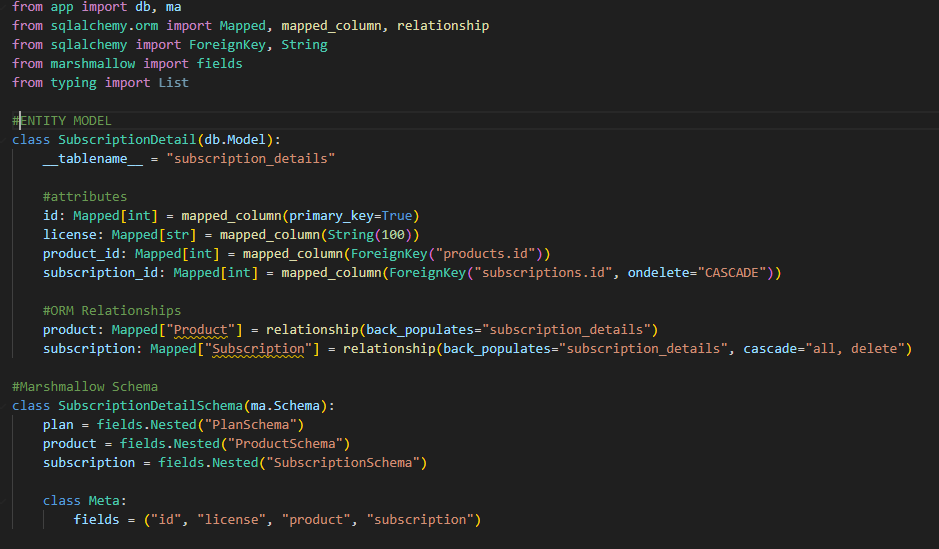 from app import db, ma
from sqlalchemy.orm import Mapped, mapped_column, relationship
from sqlalchemy import ForeignKey, String
from marshmallow import fields
from typing import List

#ENTITY MODEL
class SubscriptionDetail(db.Model):
    __tablename__ = "subscription_details"

    #attributes
    id: Mapped[int] = mapped_column(primary_key=True)
    license: Mapped[str] = mapped_column(String(100))
    product_id: Mapped[int] = mapped_column(ForeignKey("products.id"))
    subscription_id: Mapped[int] = mapped_column(ForeignKey("subscriptions.id", ondelete="CASCADE"))

    #ORM Relationships
    product: Mapped["Product"] = relationship(back_populates="subscription_details")
    subscription: Mapped["Subscription"] = relationship(back_populates="subscription_details", cascade="all, delete")

#Marshmallow Schema
class SubscriptionDetailSchema(ma.Schema):
    plan = fields.Nested("PlanSchema")
    product = fields.Nested("ProductSchema")
    subscription = fields.Nested("SubscriptionSchema")

    class Meta:
        fields = ("id", "license", "product", "subscription")